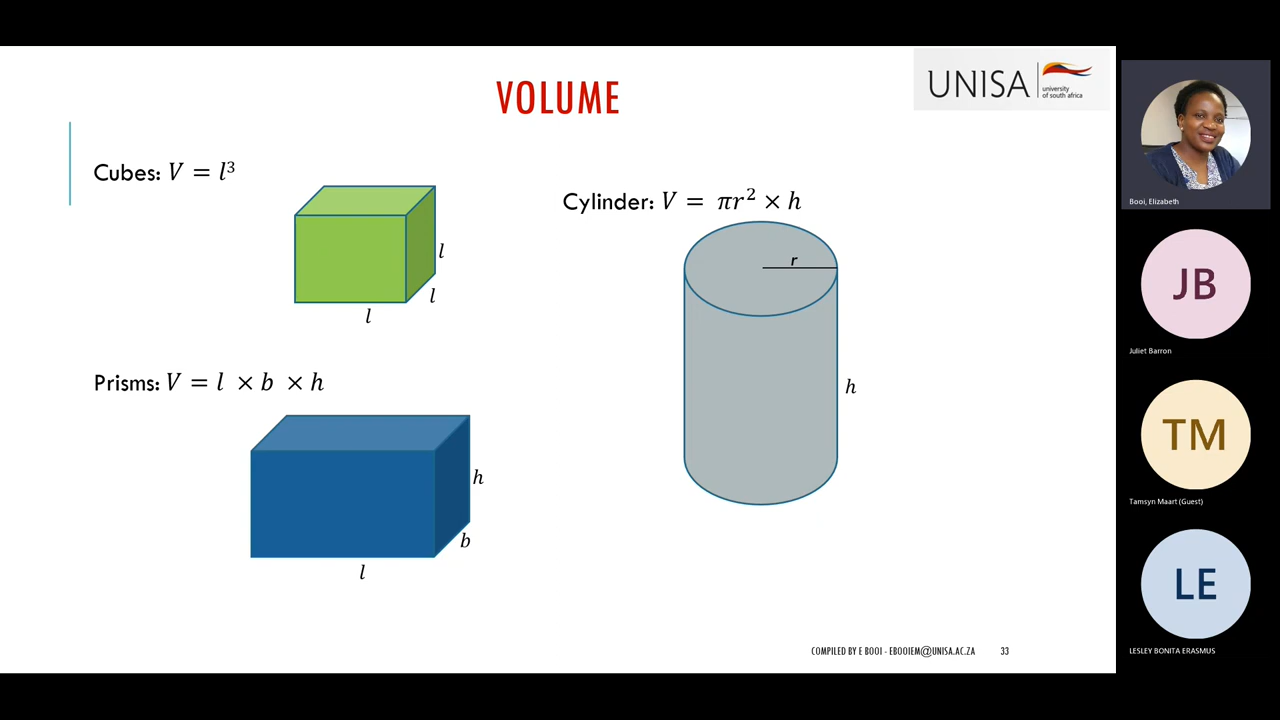 VOLUME
UNISA
university
of south africa
Cubes: V = l³
l
l
l
Prisms: V = l × b × h
h
b
l
Cylinder: V = πr² × h
r
h
COMPILED BY E BOOI - EBOOIEM@UNISA.AC.ZA 33
Booi, Elizabeth
JB
Juliet Barron
TM
Tamsyn Maart (Guest)
LE
LESLEY BONITA ERASMUS